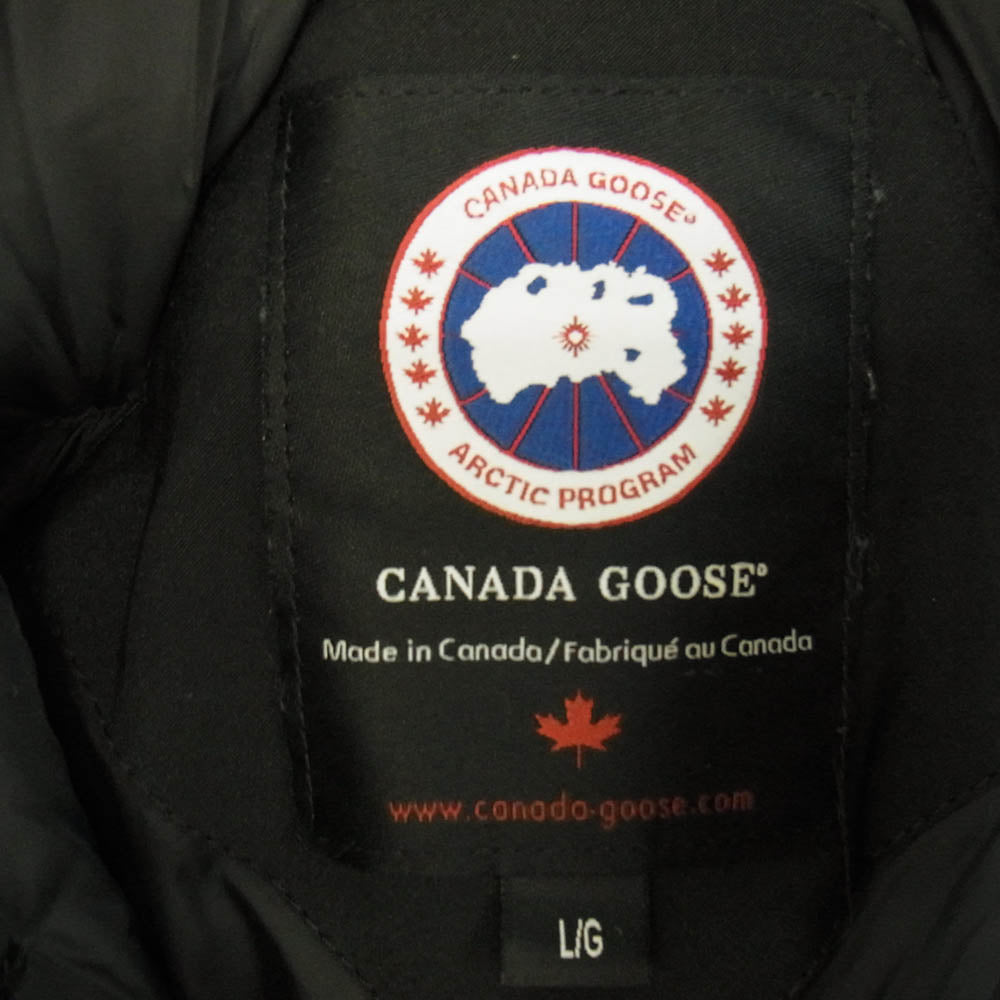 CANADA GOOSE®
ARCTIC PROGRAM
CANADA GOOSE®
Made in Canada/Fabriqué au Canada
www.canada-goose.com
L/G